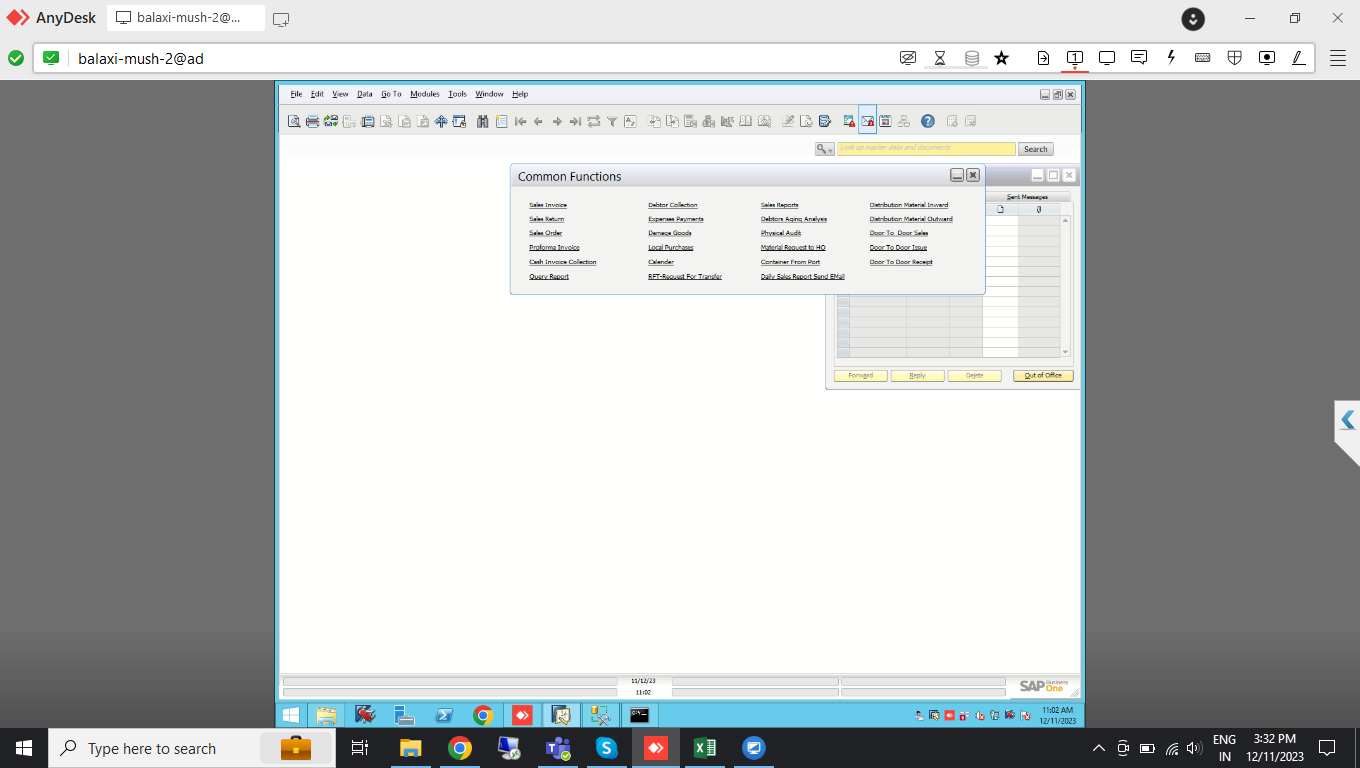 AnyDesk
balaxi-mush-2@...
balaxi-mush-2@ad
1
File Edit View Data Go To Modules Tools Window Help
Look up master data and documents
Search
Common Functions
Sent Messages
Sales Invoice Debtor Collection Sales Reports Distribution Material Inward
Sales Return Expenses Payments Debtors Aging Analysis Distribution Material Outward
Sales Order Damage Goods Physical Audit Door To Door Sales
Proforma Invoice Local Purchases Material Request to HO Door To Door Issue
Cash Invoice Collection Calender Container From Port Door To Door Receipt
Query Report RFT-Request For Transfer Daily Sales Report Send EMail
Forward Reply Delete Out of Office
11/12/23
11:02
SAP Business One
11:02 AM
12/11/2023
Type here to search
ENG
IN
3:32 PM
12/11/2023